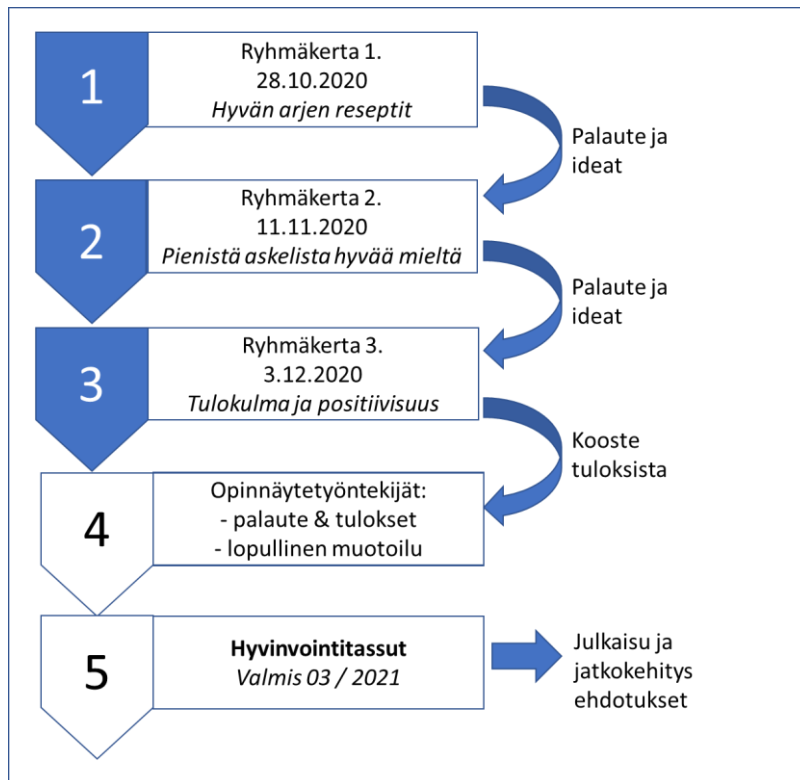 1
Ryhmäkerta 1.
28.10.2020
Hyvän arjen reseptit
Palaute ja
ideat
2
Ryhmäkerta 2.
11.11.2020
Pienistä askelista hyvää mieltä
Palaute ja
ideat
3
Ryhmäkerta 3.
3.12.2020
Tulokulma ja positiivisuus
Kooste
tuloksista
4
Opinnäytetyöntekijät:
- palaute & tulokset
- lopullinen muotoilu
5
Hyvinvointitassut
Valmis 03 / 2021
Julkaisu ja
jatkokehitys
ehdotukset